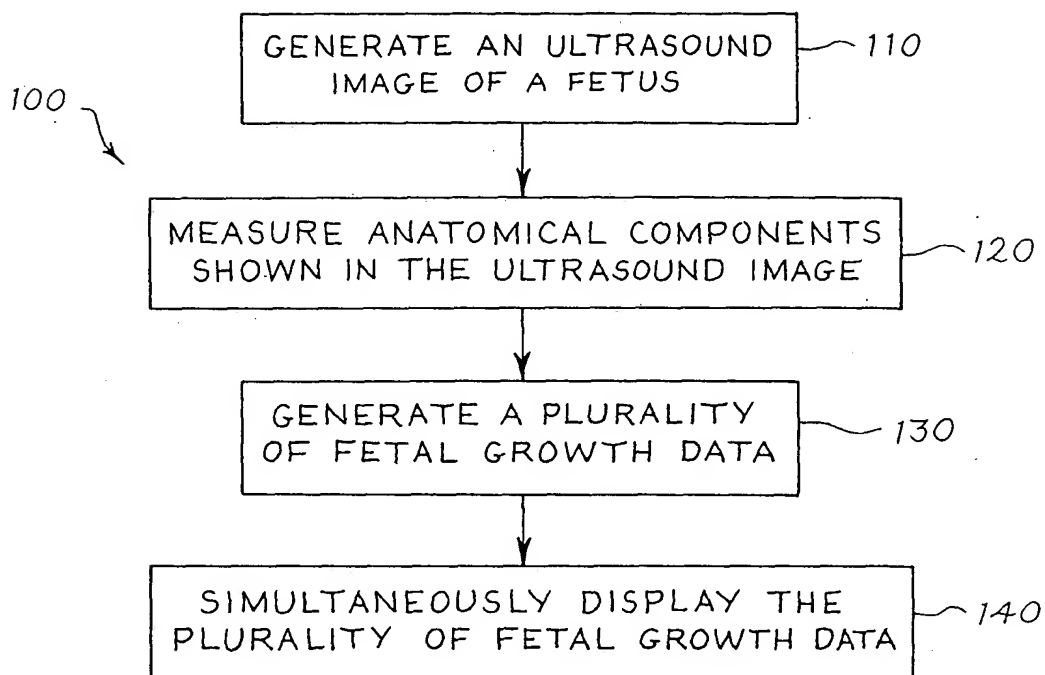 GENERATE AN ULTRASOUND
IMAGE OF A FETUS
110
100
MEASURE ANATOMICAL COMPONENTS
SHOWN IN THE ULTRASOUND IMAGE
120
GENERATE A PLURALITY
OF FETAL GROWTH DATA
130
SIMULTANEOUSLY DISPLAY THE
PLURALITY OF FETAL GROWTH DATA
140